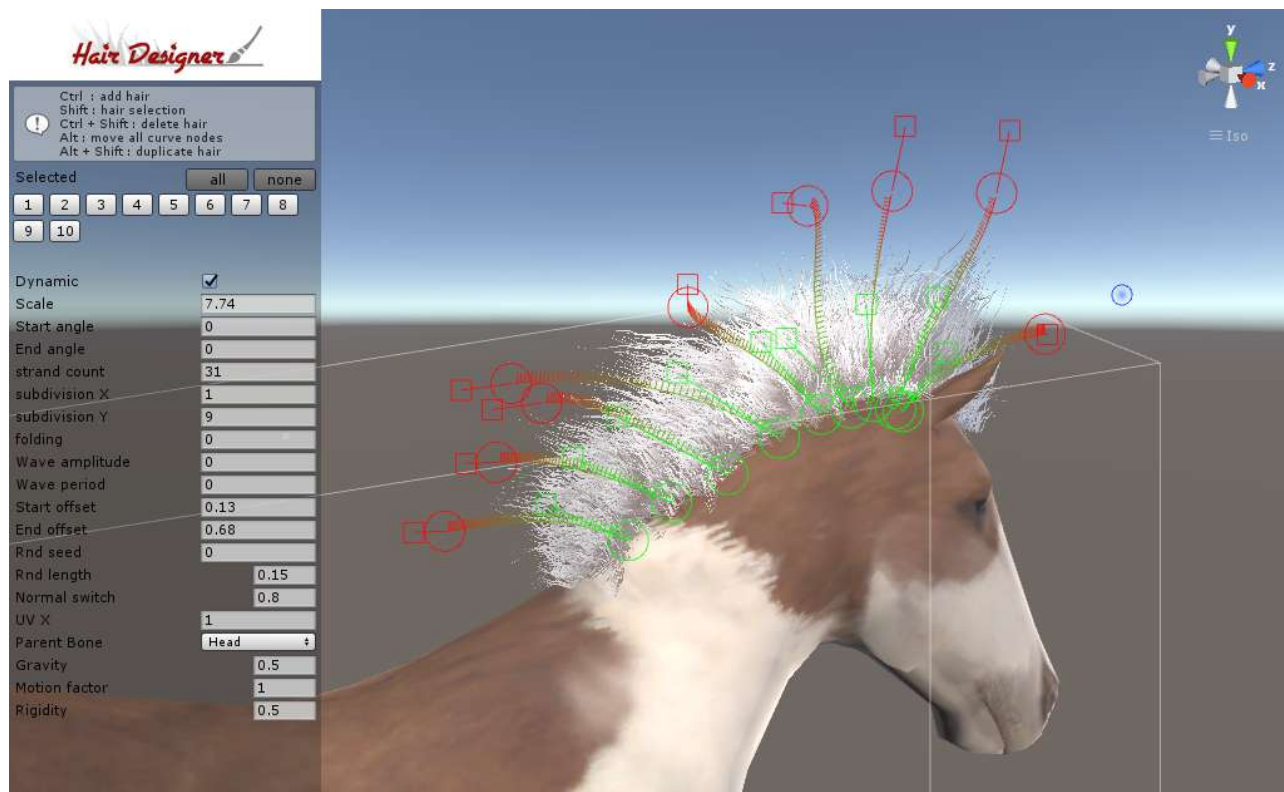 Hair Designer
Ctrl : add hair
Shift : hair selection
Ctrl + Shift : delete hair
Alt : move all curve nodes
Alt + Shift : duplicate hair
Selected all none
1 2 3 4 5 6 7 8
9 10
Dynamic
Scale 7.74
Start angle 0
End angle 0
strand count 31
subdivision X 1
subdivision Y 9
folding 0
Wave amplitude 0
Wave period 0
Start offset 0.13
End offset 0.68
Rnd seed 0
Rnd length 0.15
Normal switch 0.8
UV X 1
Parent Bone Head
Gravity 0.5
Motion factor 1
Rigidity 0.5
y
z
x
Iso